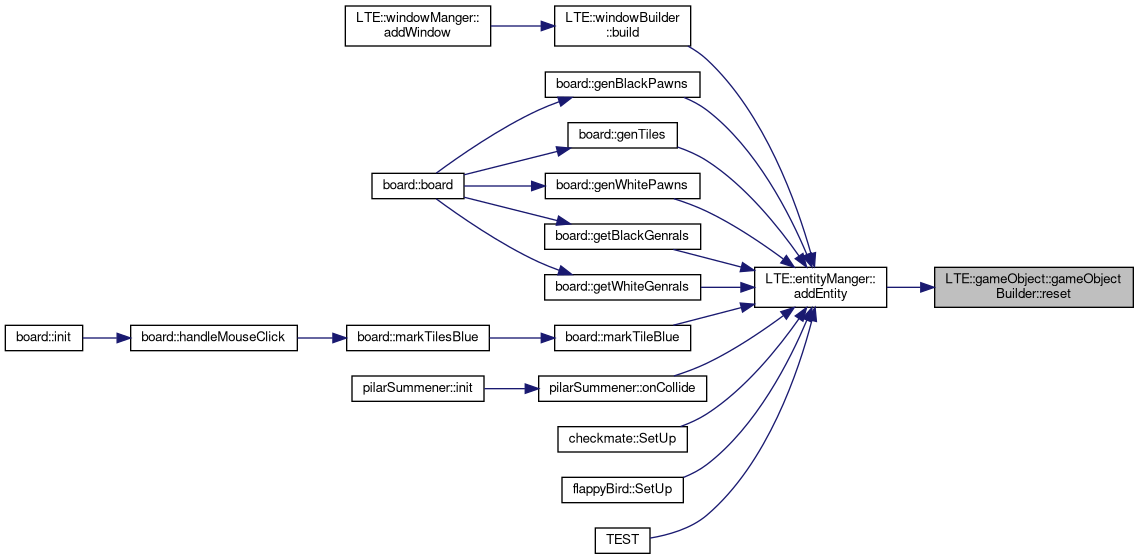 LTE::windowManger::
addWindow
LTE::windowBuilder
::build
board::genBlackPawns
board::genTiles
board::board
board::genWhitePawns
board::getBlackGenrals
board::getWhiteGenrals
LTE::entityManger::
addEntity
LTE::gameObject::gameObject
Builder::reset
board::init
board::handleMouseClick
board::markTilesBlue
board::markTileBlue
pilarSummener::init
pilarSummener::onCollide
checkmate::SetUp
flappyBird::SetUp
TEST